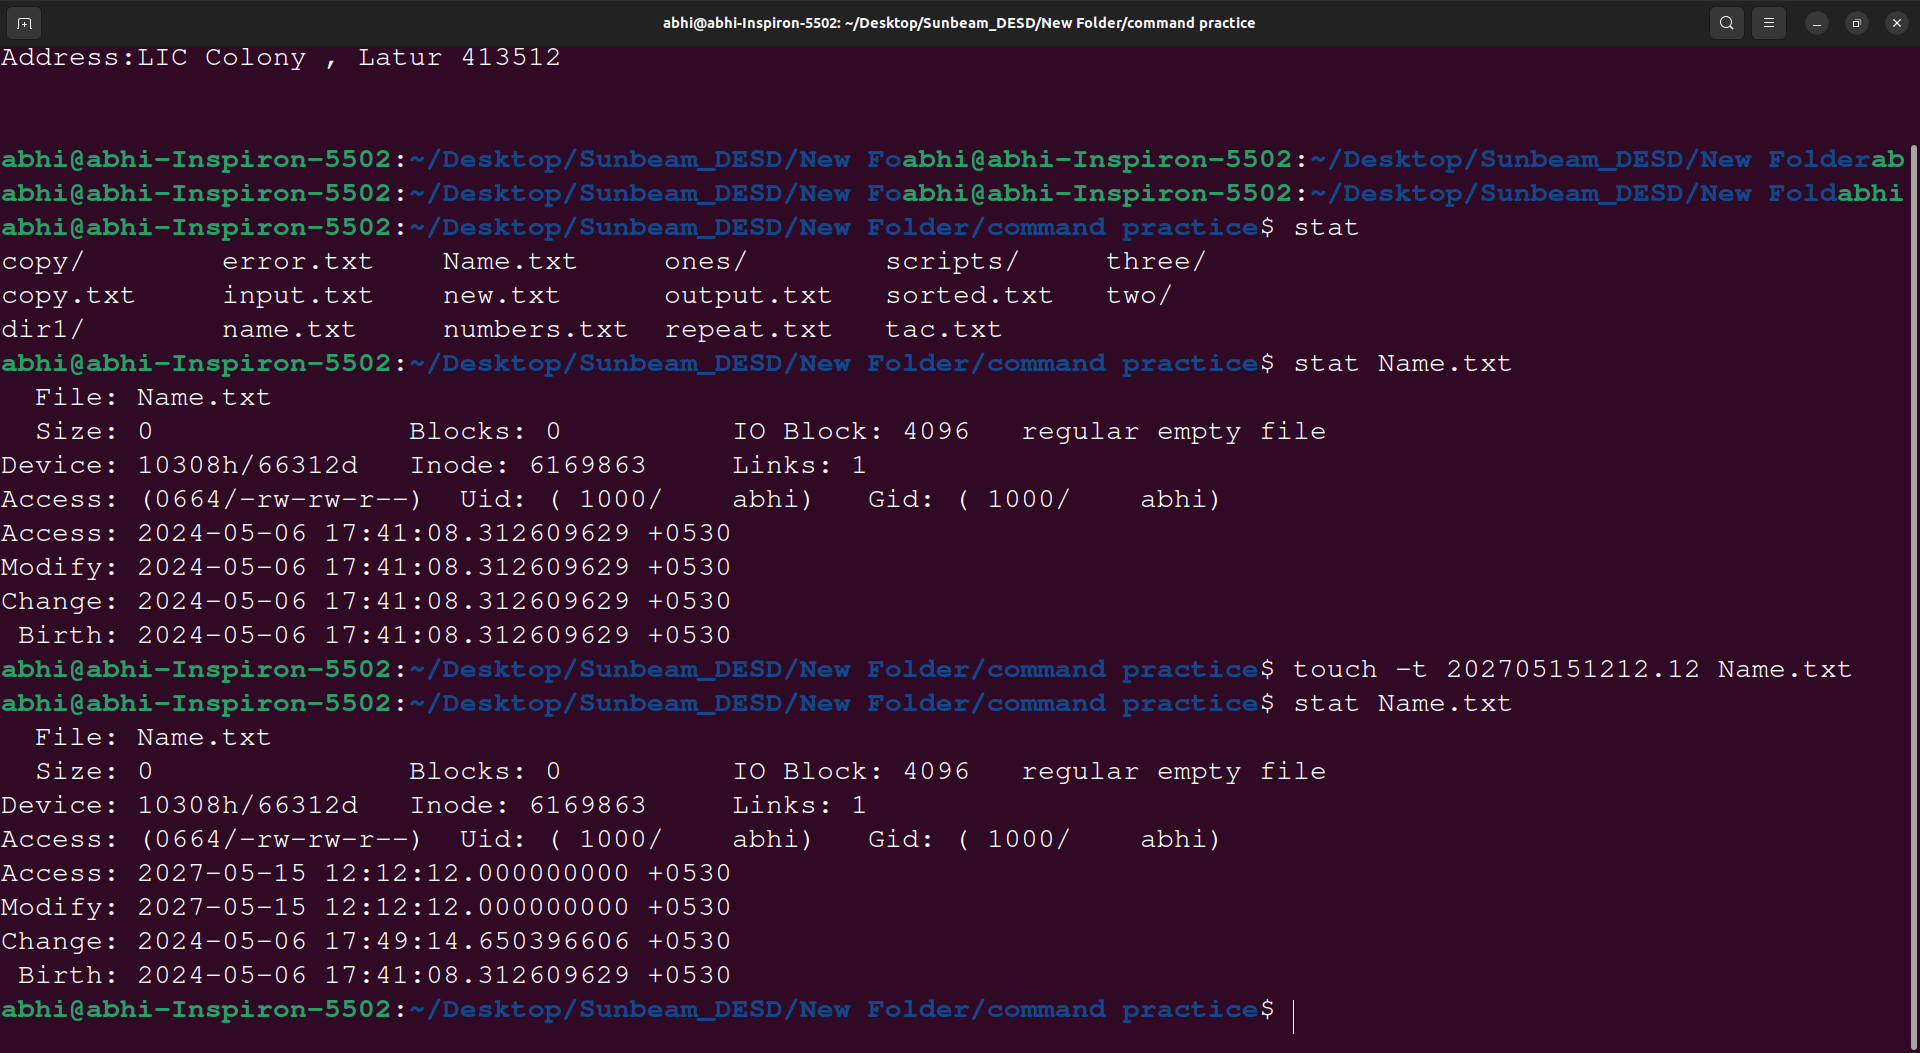 abhi@abhi-Inspiron-5502: ~/Desktop/Sunbeam_DESD/New Folder/command practice
Address:LIC Colony , Latur 413512
abhi@abhi-Inspiron-5502:~/Desktop/Sunbeam_DESD/New Foabhi@abhi-Inspiron-5502:~/Desktop/Sunbeam_DESD/New Folderab
abhi@abhi-Inspiron-5502:~/Desktop/Sunbeam_DESD/New Foabhi@abhi-Inspiron-5502:~/Desktop/Sunbeam_DESD/New Foldabhi
abhi@abhi-Inspiron-5502:~/Desktop/Sunbeam_DESD/New Folder/command practice$ stat
copy/        error.txt    Name.txt     ones/        scripts/     three/
copy.txt     input.txt    new.txt      output.txt   sorted.txt   two/
dir1/        name.txt     numbers.txt  repeat.txt   tac.txt
abhi@abhi-Inspiron-5502:~/Desktop/Sunbeam_DESD/New Folder/command practice$ stat Name.txt
  File: Name.txt
  Size: 0               Blocks: 0          IO Block: 4096   regular empty file
Device: 10308h/66312d   Inode: 6169863     Links: 1
Access: (0664/-rw-rw-r--)  Uid: ( 1000/    abhi)   Gid: ( 1000/    abhi)
Access: 2024-05-06 17:41:08.312609629 +0530
Modify: 2024-05-06 17:41:08.312609629 +0530
Change: 2024-05-06 17:41:08.312609629 +0530
 Birth: 2024-05-06 17:41:08.312609629 +0530
abhi@abhi-Inspiron-5502:~/Desktop/Sunbeam_DESD/New Folder/command practice$ touch -t 202705151212.12 Name.txt
abhi@abhi-Inspiron-5502:~/Desktop/Sunbeam_DESD/New Folder/command practice$ stat Name.txt
  File: Name.txt
  Size: 0               Blocks: 0          IO Block: 4096   regular empty file
Device: 10308h/66312d   Inode: 6169863     Links: 1
Access: (0664/-rw-rw-r--)  Uid: ( 1000/    abhi)   Gid: ( 1000/    abhi)
Access: 2027-05-15 12:12:12.000000000 +0530
Modify: 2027-05-15 12:12:12.000000000 +0530
Change: 2024-05-06 17:49:14.650396606 +0530
 Birth: 2024-05-06 17:41:08.312609629 +0530
abhi@abhi-Inspiron-5502:~/Desktop/Sunbeam_DESD/New Folder/command practice$